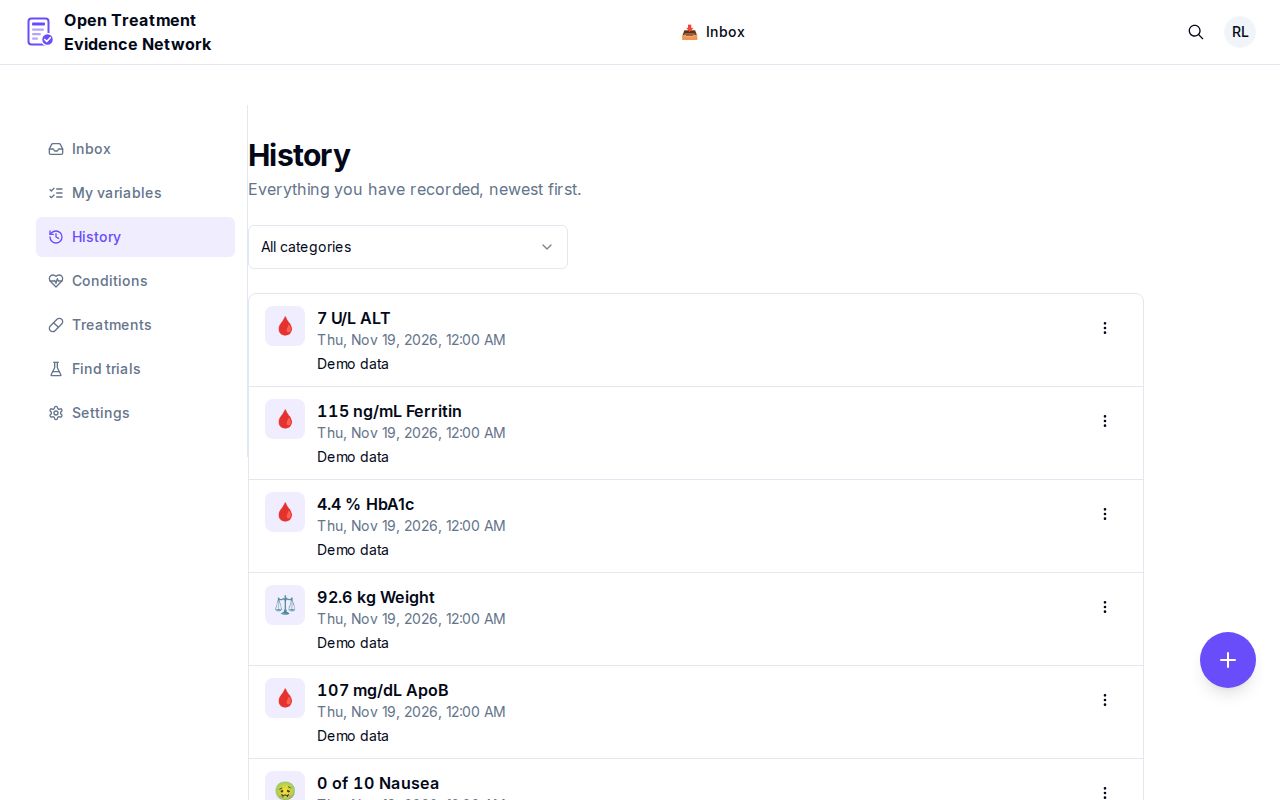 Open Treatment
Evidence Network
Inbox
RL
Inbox
My variables
History
Conditions
Treatments
Find trials
Settings
History
Everything you have recorded, newest first.
All categories
7 U/L ALT
Thu, Nov 19, 2026, 12:00 AM
Demo data
115 ng/mL Ferritin
Thu, Nov 19, 2026, 12:00 AM
Demo data
4.4 % HbA1c
Thu, Nov 19, 2026, 12:00 AM
Demo data
92.6 kg Weight
Thu, Nov 19, 2026, 12:00 AM
Demo data
107 mg/dL ApoB
Thu, Nov 19, 2026, 12:00 AM
Demo data
0 of 10 Nausea